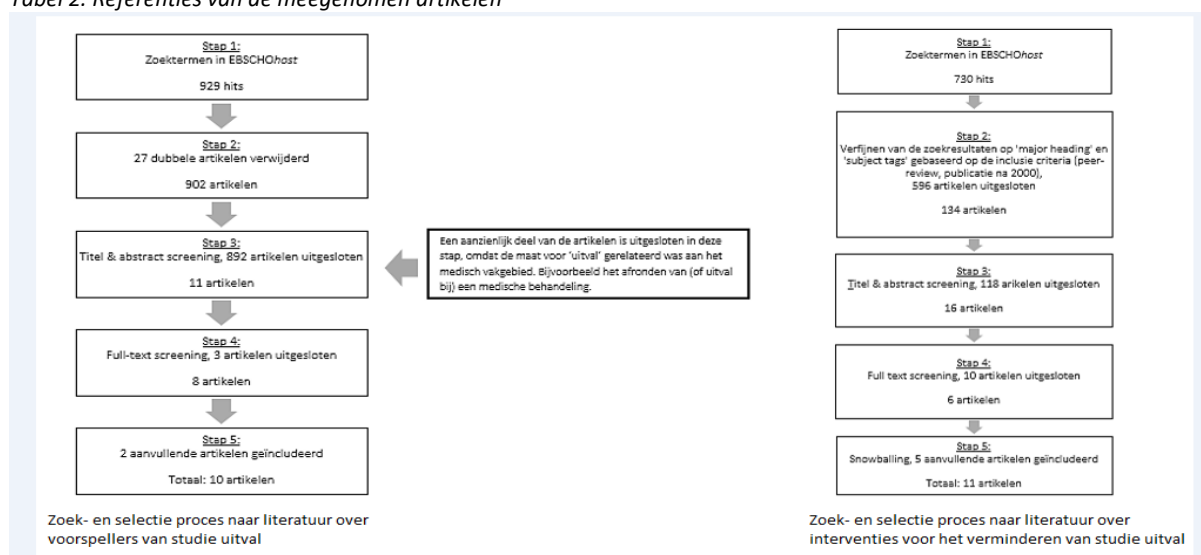 Tabel 2: Referenties van de meegenomen artikelen
Stap 1:
Zoektermen in EBSCHOhost
929 hits
Stap 2:
27 dubbele artikelen verwijderd
902 artikelen
Stap 3:
Titel & abstract screening, 892 artikelen uitgesloten
11 artikelen
Een aanzienlijk deel van de artikelen is uitgesloten in deze
stap, omdat de maat voor 'uitval' gerelateerd was aan het
medisch vakgebied. Bijvoorbeeld het afronden van (of uitval
bij) een medische behandeling.
Stap 4:
Full-text screening, 3 artikelen uitgesloten
8 artikelen
Stap 5:
2 aanvullende artikelen geïncludeerd
Totaal: 10 artikelen
Zoek- en selectie proces naar literatuur over
voorspellers van studie uitval
Stap 1:
Zoektermen in EBSCHOhost
730 hits
Stap 2:
Verfijnen van de zoekresultaten op 'major heading' en
'subject tags' gebaseerd op de inclusie criteria (peer-
review, publicatie na 2000),
596 artikelen uitgesloten
134 artikelen
Stap 3:
Titel & abstract screening, 118 arikelen uitgesloten
16 artikelen
Stap 4:
Full text screening, 10 artikelen uitgesloten
6 artikelen
Stap 5:
Snowballing, 5 aanvullende artikelen geïncludeerd
Totaal: 11 artikelen
Zoek- en selectie proces naar literatuur over
interventies voor het verminderen van studie uitval